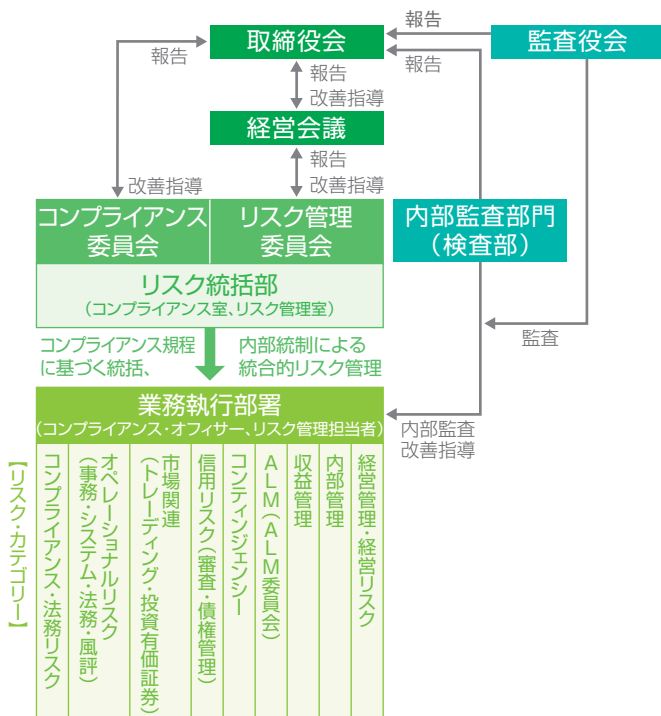 報告
取締役会
監査役会
報告
報告
報告
改善指導
経営会議
報告
改善指導
改善指導
コンプライアンス
委員会
リスク管理
委員会
内部監査部門
（検査部）
リスク統括部
（コンプライアンス室、リスク管理室）
監査
コンプライアンス規程
に基づく統括、
内部統制による
統合的リスク管理
業務執行部署
（コンプライアンス・オフィサー、リスク管理担当者）
内部監査
改善指導
【リスク・カテゴリー】
コンプライアンス・法務リスク
オペレーショナルリスク
（事務・システム・法務・風評）
市場関連
（トレーディング・投資有価証券）
信用リスク（審査・債権管理）
コンティンジェンシー
ALM（ALM委員会）
収益管理
内部管理
経営管理・経営リスク